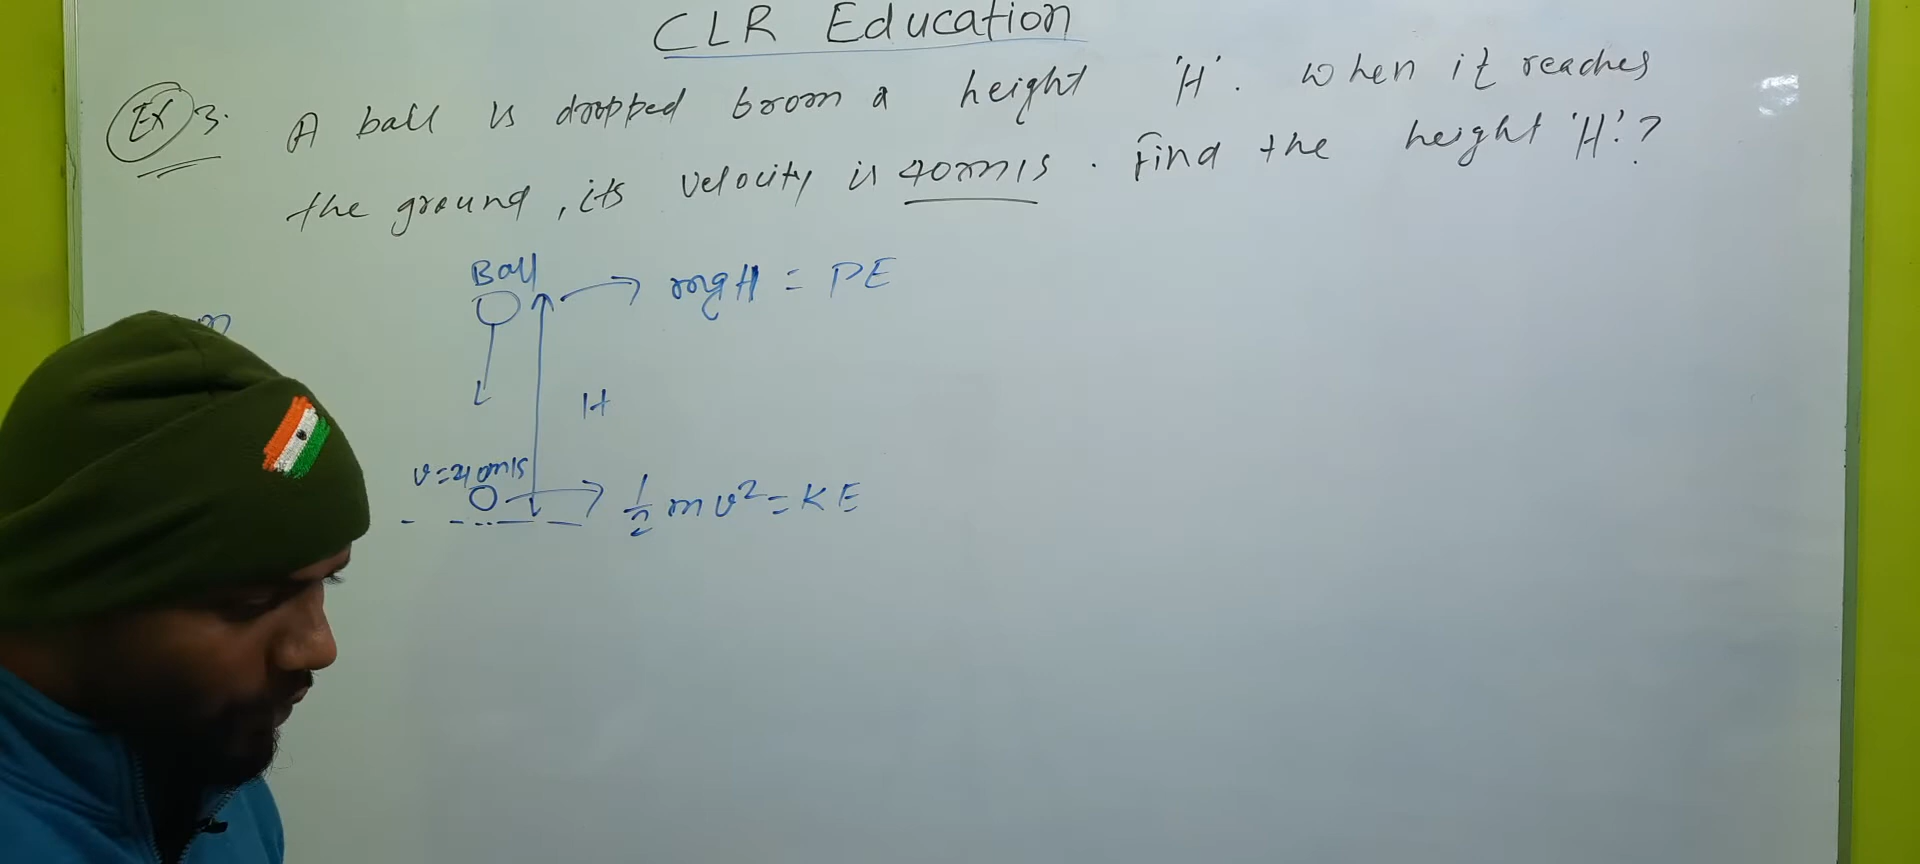 CLR Education
Ex 3. A ball is dropped from a height 'H'. When it reaches
the ground, its velocity is 40m/s. Find the height 'H'.?
Ball
mgH = PE
H
v=40m/s
1/2 mv² = KE